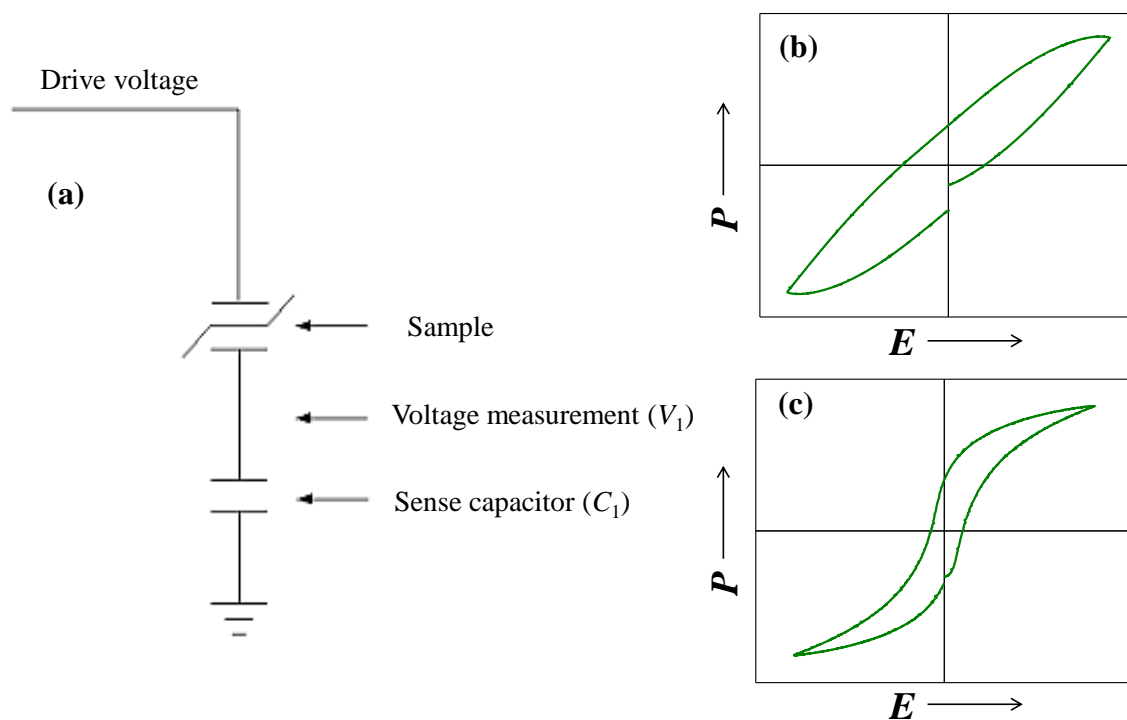 Drive voltage
(a)
Sample
Voltage measurement (V₁)
Sense capacitor (C₁)
(b)
P
E
(c)
P
E